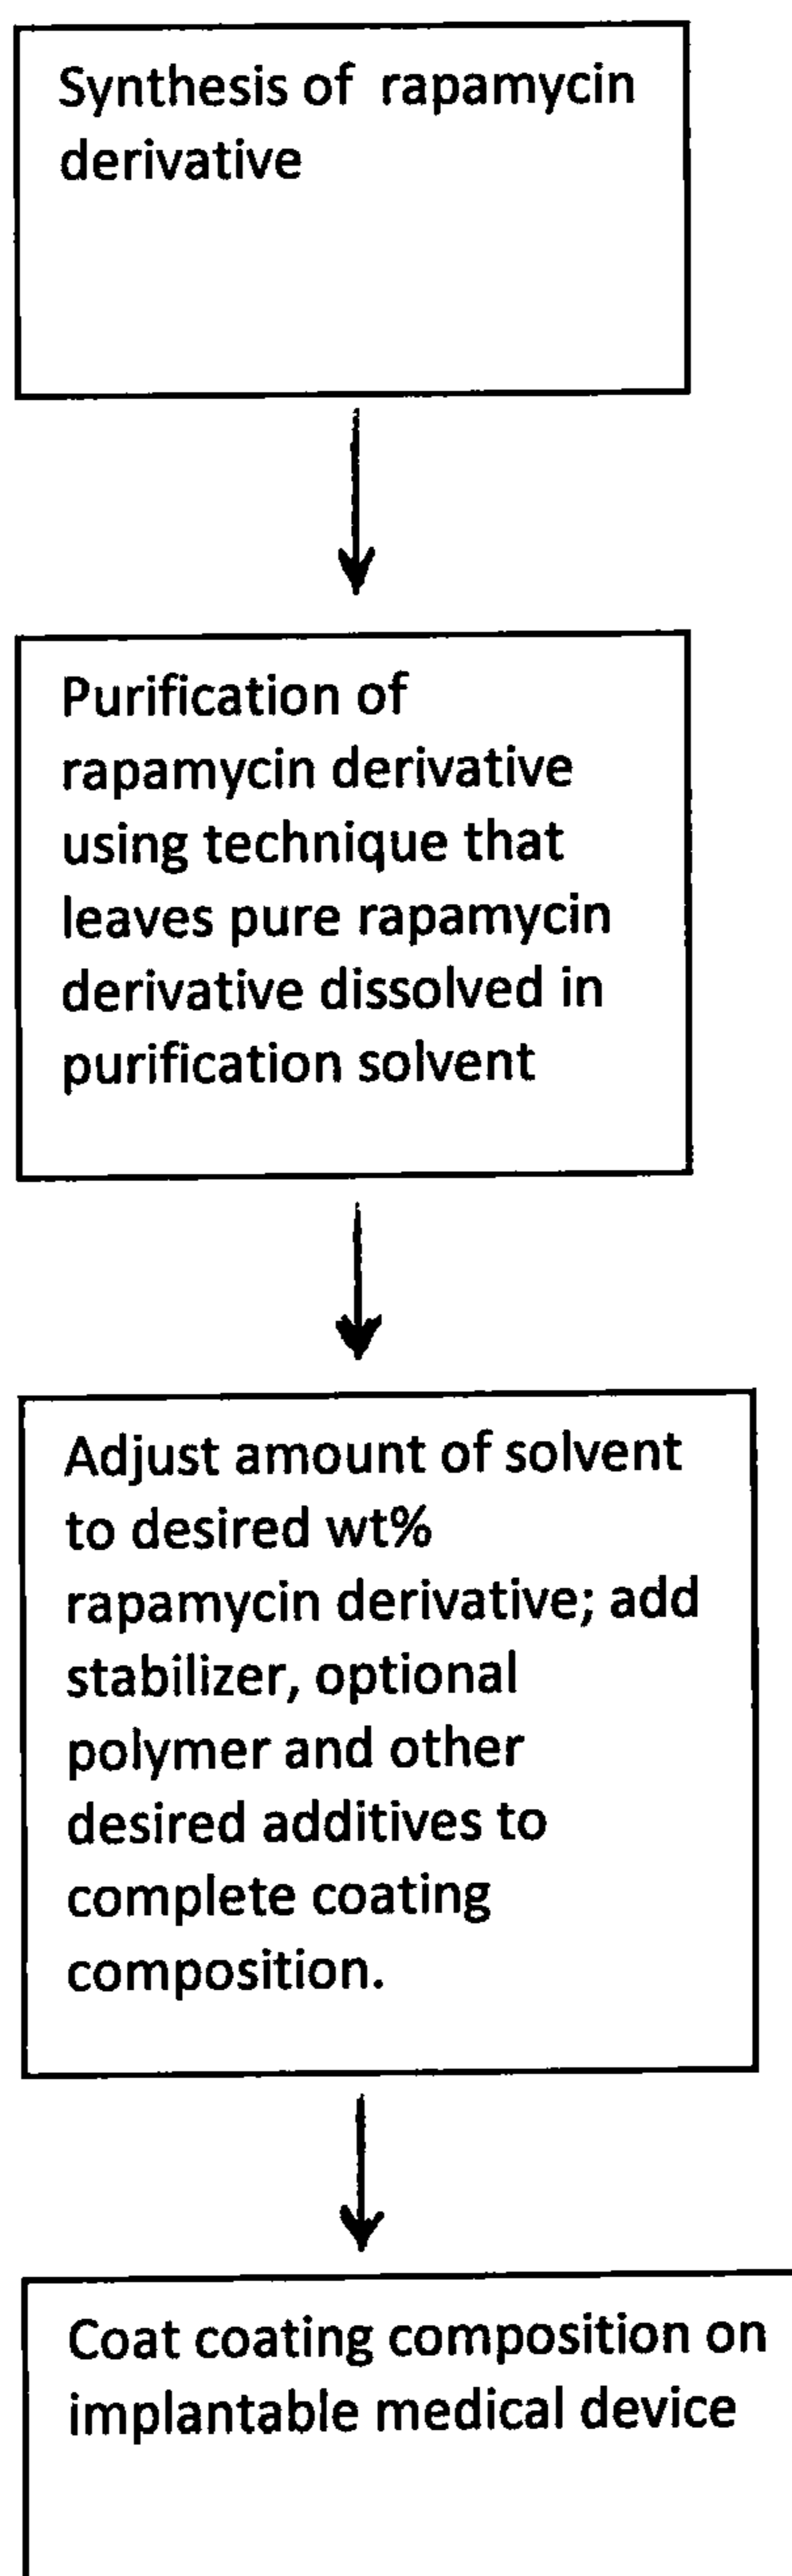 Synthesis of rapamycin
derivative
Purification of
rapamycin derivative
using technique that
leaves pure rapamycin
derivative dissolved in
purification solvent
Adjust amount of solvent
to desired wt%
rapamycin derivative; add
stabilizer, optional
polymer and other
desired additives to
complete coating
composition.
Coat coating composition on
implantable medical device